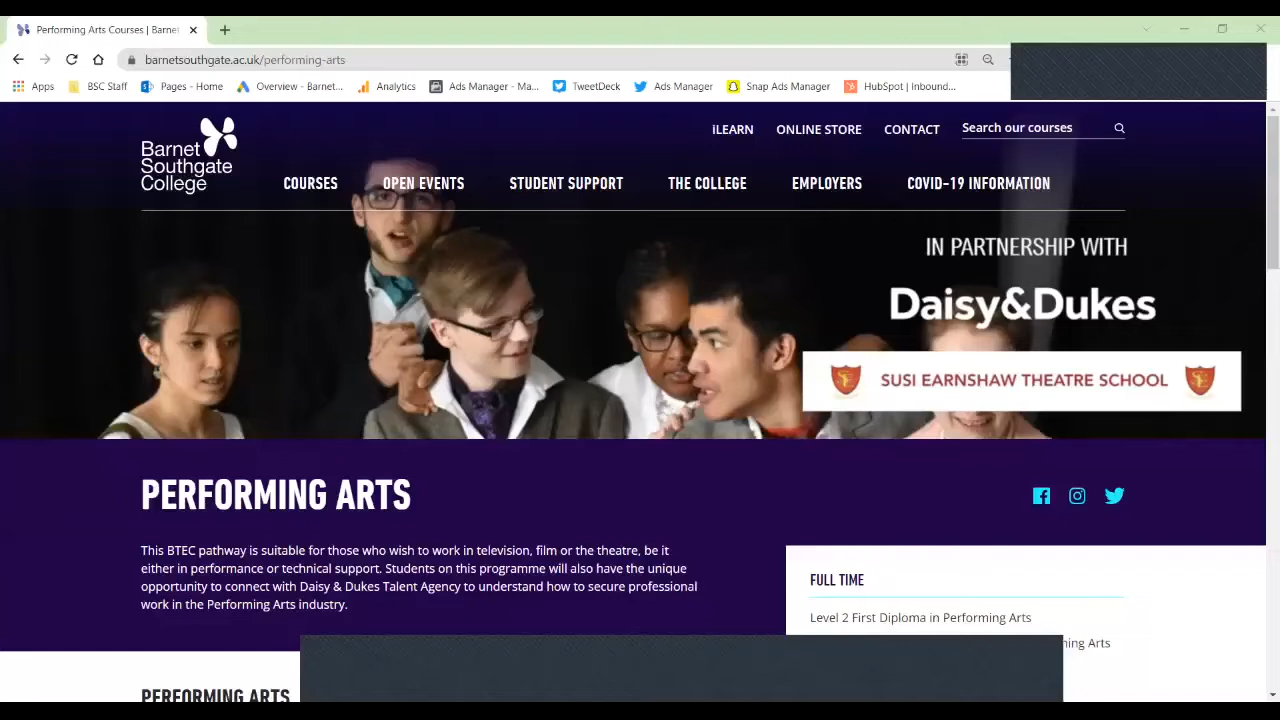 Performing Arts Courses | Barnet
barnetsouthgate.ac.uk/performing-arts
Apps BSC Staff Pages - Home Overview - Barnet... Analytics Ads Manager - Ma... TweetDeck Ads Manager Snap Ads Manager HubSpot | Inbound...
iLEARN ONLINE STORE CONTACT Search our courses
Barnet
Southgate
College
COURSES OPEN EVENTS STUDENT SUPPORT THE COLLEGE EMPLOYERS COVID-19 INFORMATION
IN PARTNERSHIP WITH
Daisy&Dukes
SUSI EARNSHAW THEATRE SCHOOL
PERFORMING ARTS
This BTEC pathway is suitable for those who wish to work in television, film or the theatre, be it
either in performance or technical support. Students on this programme will also have the unique
opportunity to connect with Daisy & Dukes Talent Agency to understand how to secure professional
work in the Performing Arts industry.
FULL TIME
Level 2 First Diploma in Performing Arts
ning Arts
PERFORMING ARTS